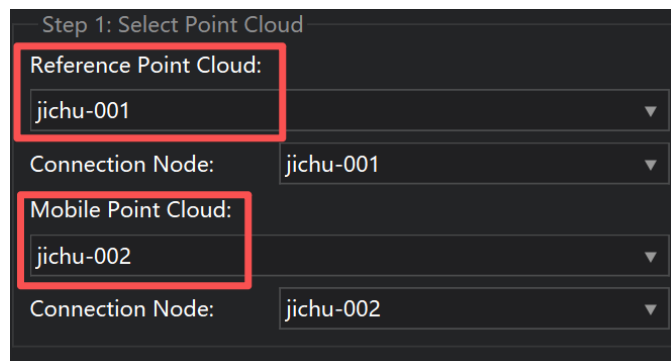 Step 1: Select Point Cloud
Reference Point Cloud:
jichu-001
Connection Node: jichu-001
Mobile Point Cloud:
jichu-002
Connection Node: jichu-002